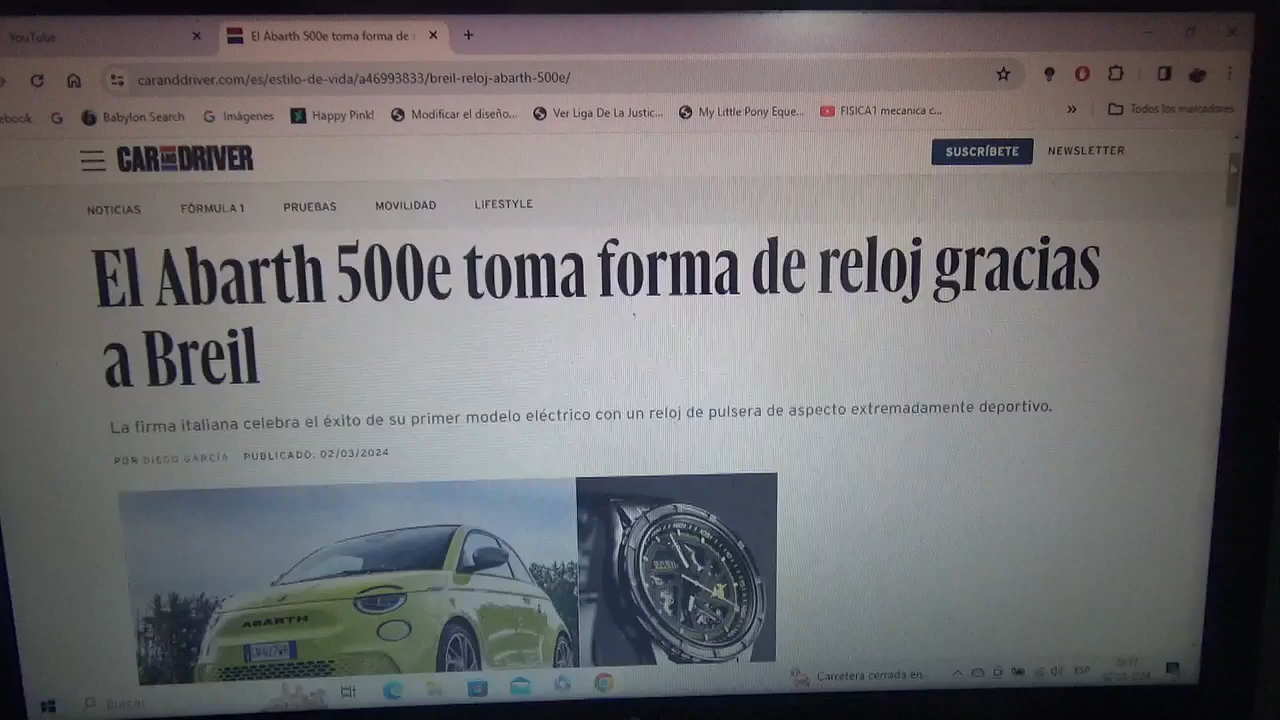 YouTube
El Abarth 500e toma forma de
caranddriver.com/es/estilo-de-vida/a46993833/breil-reloj-abarth-500e/
ebook
Babylon Search
Imágenes
Happy Pink!
Modificar el diseño...
Ver Liga De La Justic...
My Little Pony Eque...
FISICA1 mecanica c...
»
Todos los marcadores
CAR AND DRIVER
SUSCRÍBETE
NEWSLETTER
NOTICIAS
FÓRMULA 1
PRUEBAS
MOVILIDAD
LIFESTYLE
El Abarth 500e toma forma de reloj gracias
a Breil
La firma italiana celebra el éxito de su primer modelo eléctrico con un reloj de pulsera de aspecto extremadamente deportivo.
POR DIEGO GARCÍA PUBLICADO: 02/03/2024
ABARTH
Buscar
Carretera cerrada en...
ESP